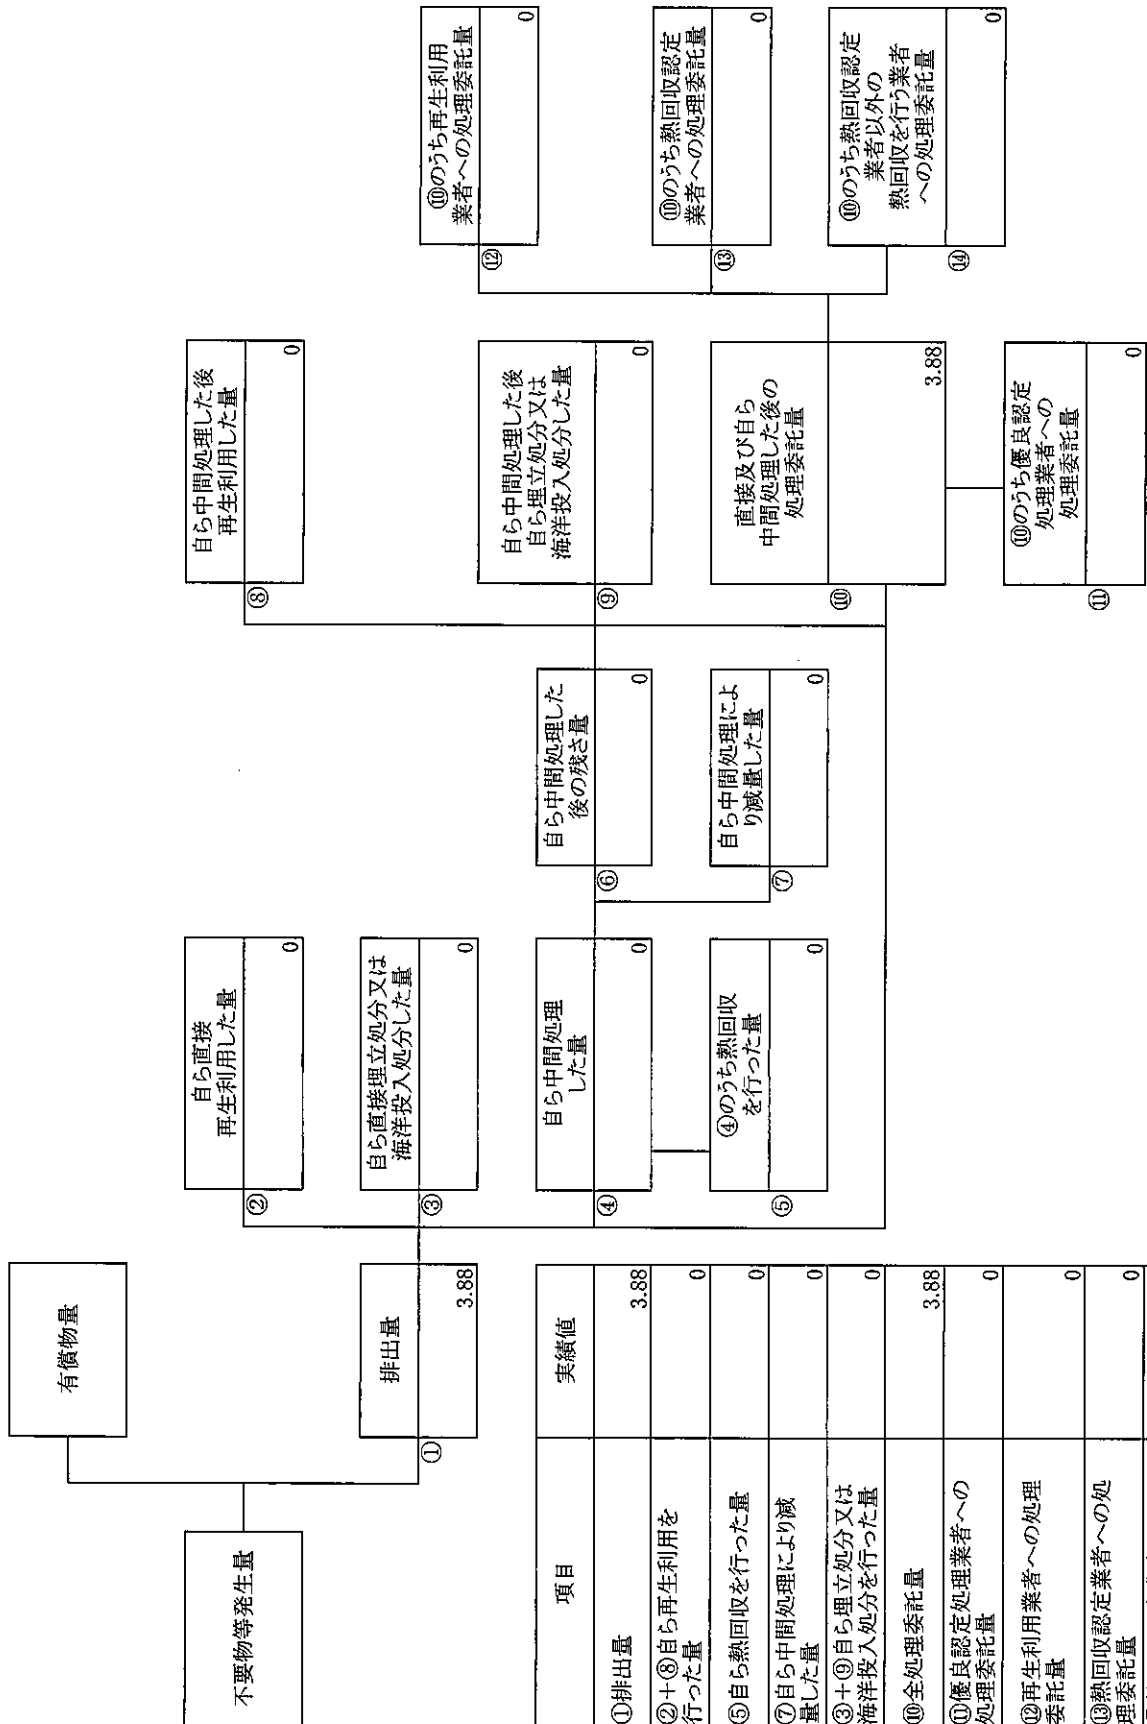 不要物等発生量
有償物量
排出量
①
3.88
自ら直接
再生利用した量
②
0
自ら直接埋立処分又は
海洋投入処分した量
③
0
自ら中間処理
した量
④
0
④のうち熱回収
を行った量
⑤
0
自ら中間処理した
後の残さ量
⑥
0
自ら中間処理によ
り減量した量
⑦
0
自ら中間処理した後
再生利用した量
⑧
0
自ら中間処理した後
自ら埋立処分又は
海洋投入処分した量
⑨
0
直接及び自ら
中間処理した後の
処理委託量
⑩
3.88
⑩のうち優良認定
処理業者への
処理委託量
⑪
0
⑩のうち再生利用
業者への処理委託量
⑫
0
⑩のうち熱回収認定
業者への処理委託量
⑬
0
⑩のうち熱回収認定
業者以外の
熱回収を行う業者
への処理委託量
⑭
0
項目 実績値
①排出量 3.88
②+⑧自ら再生利用を
行った量 0
⑤自ら熱回収を行った量 0
⑦自ら中間処理により減
量した量 0
③+⑨自ら埋立処分又は
海洋投入処分を行った量 0
⑩全処理委託量 3.88
⑪優良認定処理業者への
処理委託量 0
⑫再生利用業者への処理
委託量 0
⑬熱回収認定業者への処
理委託量 0